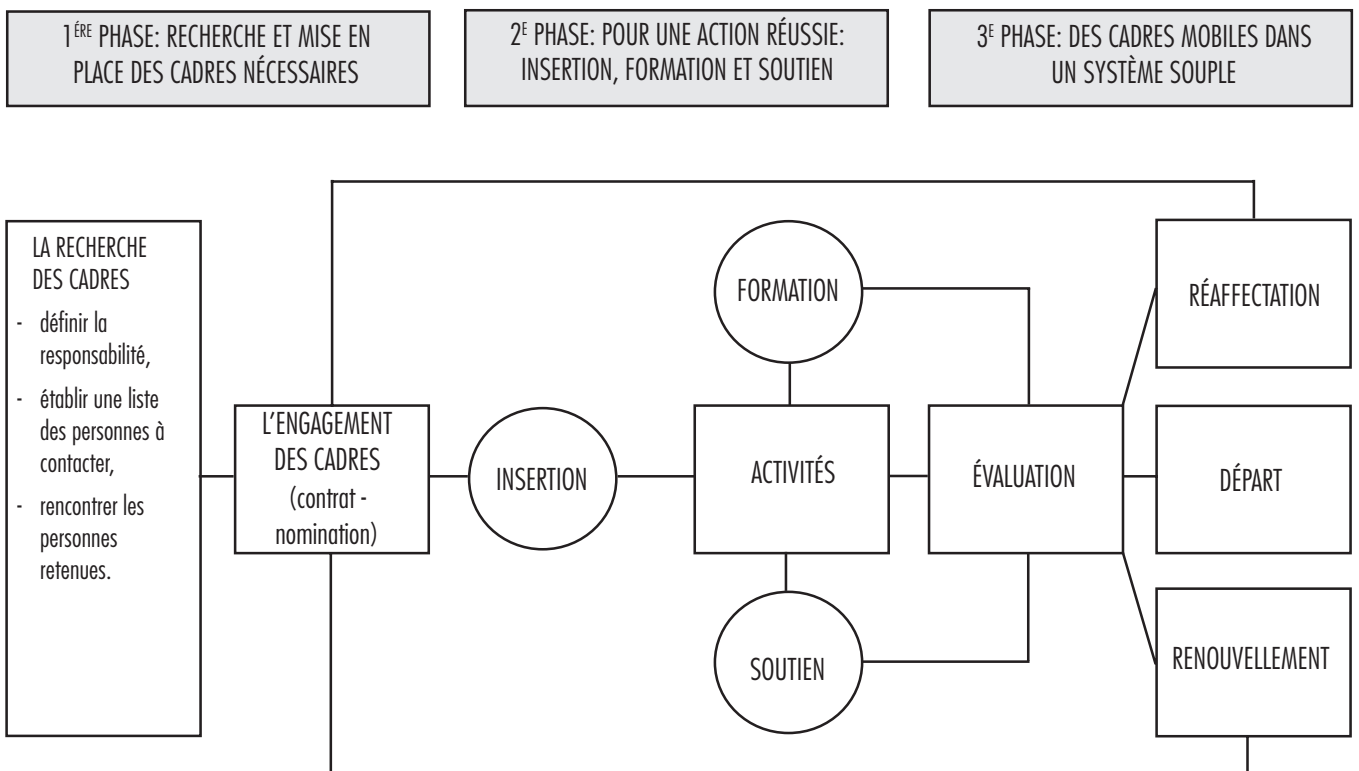 1ÉRE PHASE: RECHERCHE ET MISE EN
PLACE DES CADRES NÉCESSAIRES
2E PHASE: POUR UNE ACTION RÉUSSIE:
INSERTION, FORMATION ET SOUTIEN
3E PHASE: DES CADRES MOBILES DANS
UN SYSTÈME SOUPLE
LA RECHERCHE
DES CADRES
- définir la
responsabilité,
- établir une liste
des personnes à
contacter,
- rencontrer les
personnes
retenues.
L'ENGAGEMENT
DES CADRES
(contrat -
nomination)
INSERTION
FORMATION
ACTIVITÉS
SOUTIEN
ÉVALUATION
RÉAFFECTATION
DÉPART
RENOUVELLEMENT